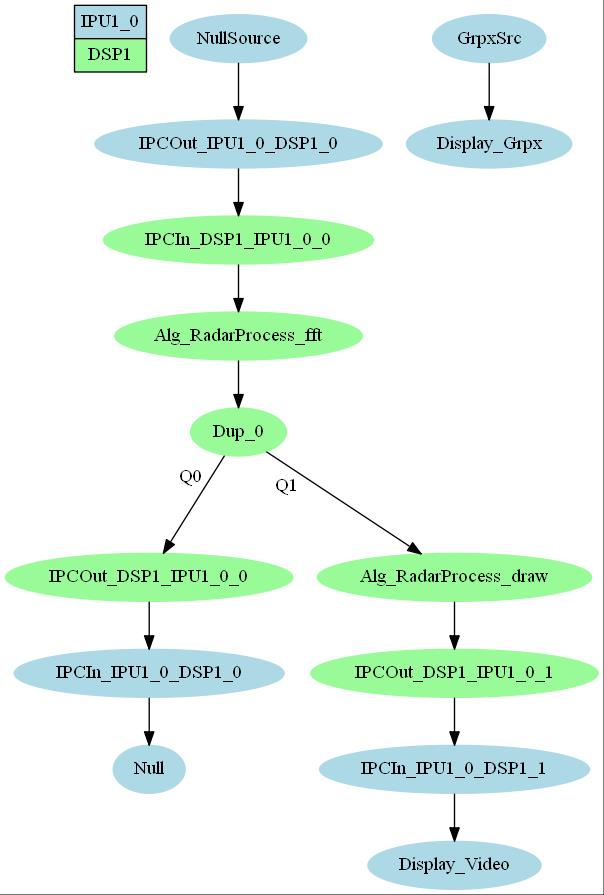 IPU1_0
DSP1
NullSource
GrpxSrc
IPCOut_IPU1_0_DSP1_0
Display_Grpx
IPCIn_DSP1_IPU1_0_0
Alg_RadarProcess_fft
Dup_0
Q0
Q1
IPCOut_DSP1_IPU1_0_0
Alg_RadarProcess_draw
IPCIn_IPU1_0_DSP1_0
IPCOut_DSP1_IPU1_0_1
Null
IPCIn_IPU1_0_DSP1_1
Display_Video